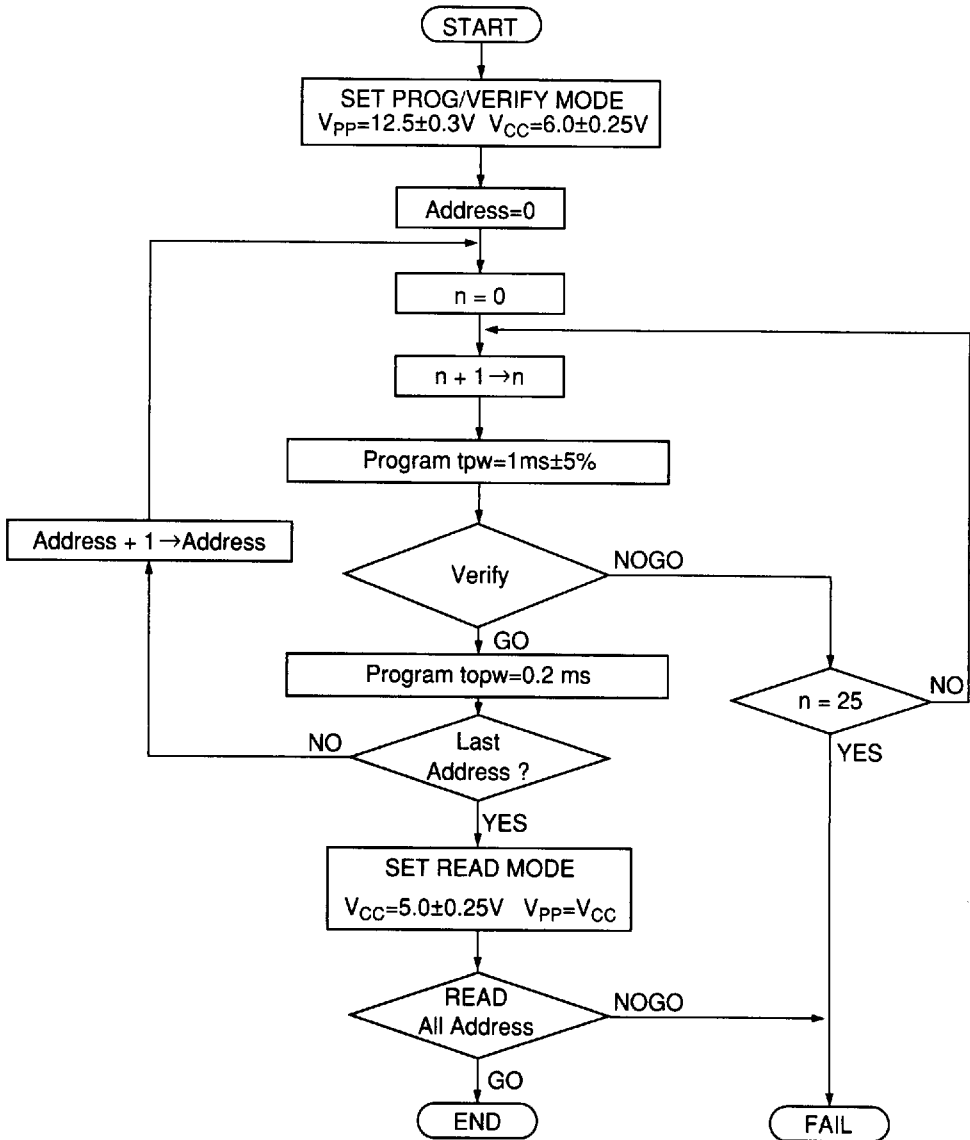 START
SET PROG/VERIFY MODE
VPP=12.5±0.3V VCC=6.0±0.25V
Address=0
n = 0
n + 1→n
Program tpw=1ms±5%
Address + 1→Address
Verify
NOGO
GO
Program topw=0.2 ms
n = 25
NO
YES
NO
Last
Address ?
YES
SET READ MODE
VCC=5.0±0.25V VPP=VCC
READ
All Address
NOGO
GO
END
FAIL